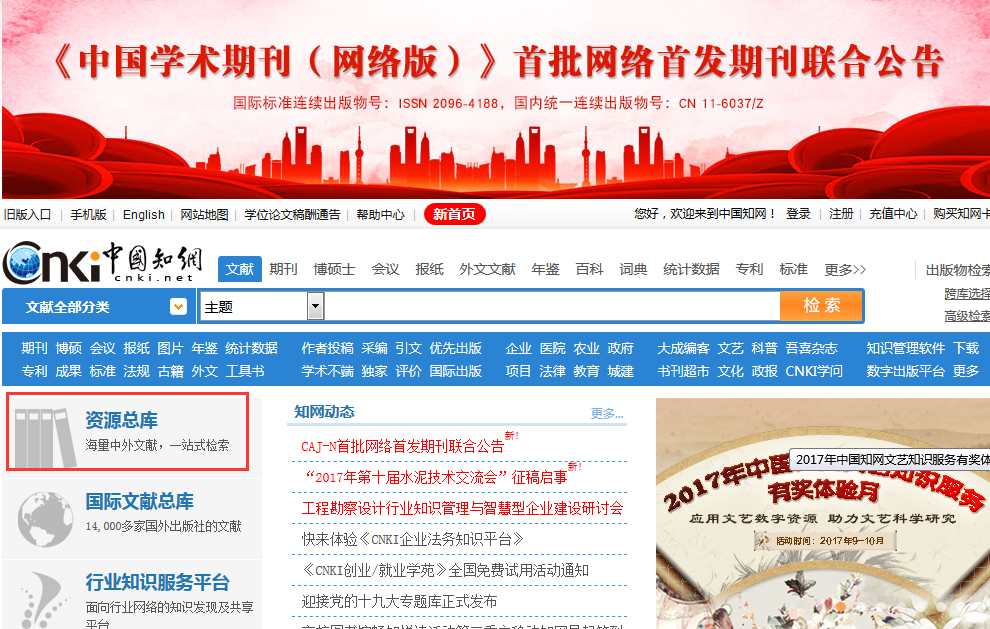 《中国学术期刊（网络版）》首批网络首发期刊联合公告
国际标准连续出版物号：ISSN 2096-4188，国内统一连续出版物号：CN 11-6037/Z
旧版入口 | 手机版 | English | 网站地图 | 学位论文稿酬通告 | 帮助中心 | 新首页
您好，欢迎来到中国知网！ 登录 | 注册 | 充值中心 | 购买知网卡
Cnki中國知網
cnki.net
文献 期刊 博硕士 会议 报纸 外文文献 年鉴 百科 词典 统计数据 专利 标准 更多>>
出版物检索
文献全部分类
主题
检索
跨库选择
高级检索
期刊 博硕 会议 报纸 图片 年鉴 统计数据
专利 成果 标准 法规 古籍 外文 工具书
作者投稿 采编 引文 优先出版
学术不端 独家 评价 国际出版
企业 医院 农业 政府
项目 法律 教育 城建
大成编客 文艺 科普 吾喜杂志
书刊超市 文化 政报 CNKI学问
知识管理软件 下载
数字出版平台 更多
资源总库
海量中外文献，一站式检索
国际文献总库
14,000多家国外出版社的文献
行业知识服务平台
面向行业网络的知识发现及共享
平台
知网动态
更多...
CAJ-N首批网络首发期刊联合公告 新!
“2017年第十届水泥技术交流会”征稿启事 新!
工程勘察设计行业知识管理与智慧型企业建设研讨会
快来体验《CNKI企业法务知识平台》
《CNKI创业/就业学苑》全国免费试用活动通知
迎接党的十九大专题库正式发布
2017年中国知网文艺知识服务有奖体
2017年中国
知识服务
有奖体验月
应用文艺数字资源 助力文艺科学研究
活动时间：2017年9-10月